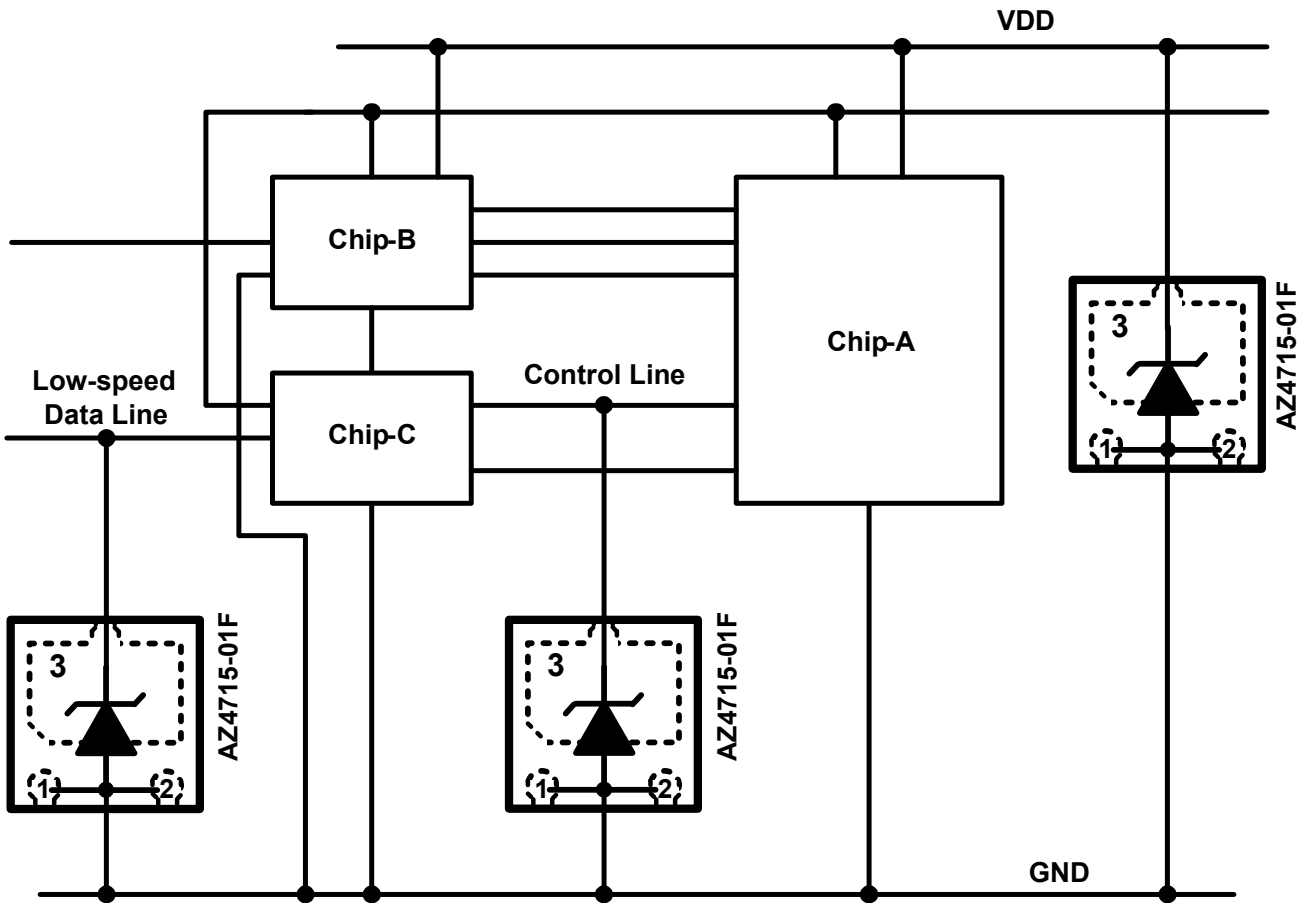 VDD
Chip-B
Chip-A
3
AZ4715-01F
1
2
Low-speed
Data Line
Control Line
Chip-C
3
AZ4715-01F
1
2
3
AZ4715-01F
1
2
GND